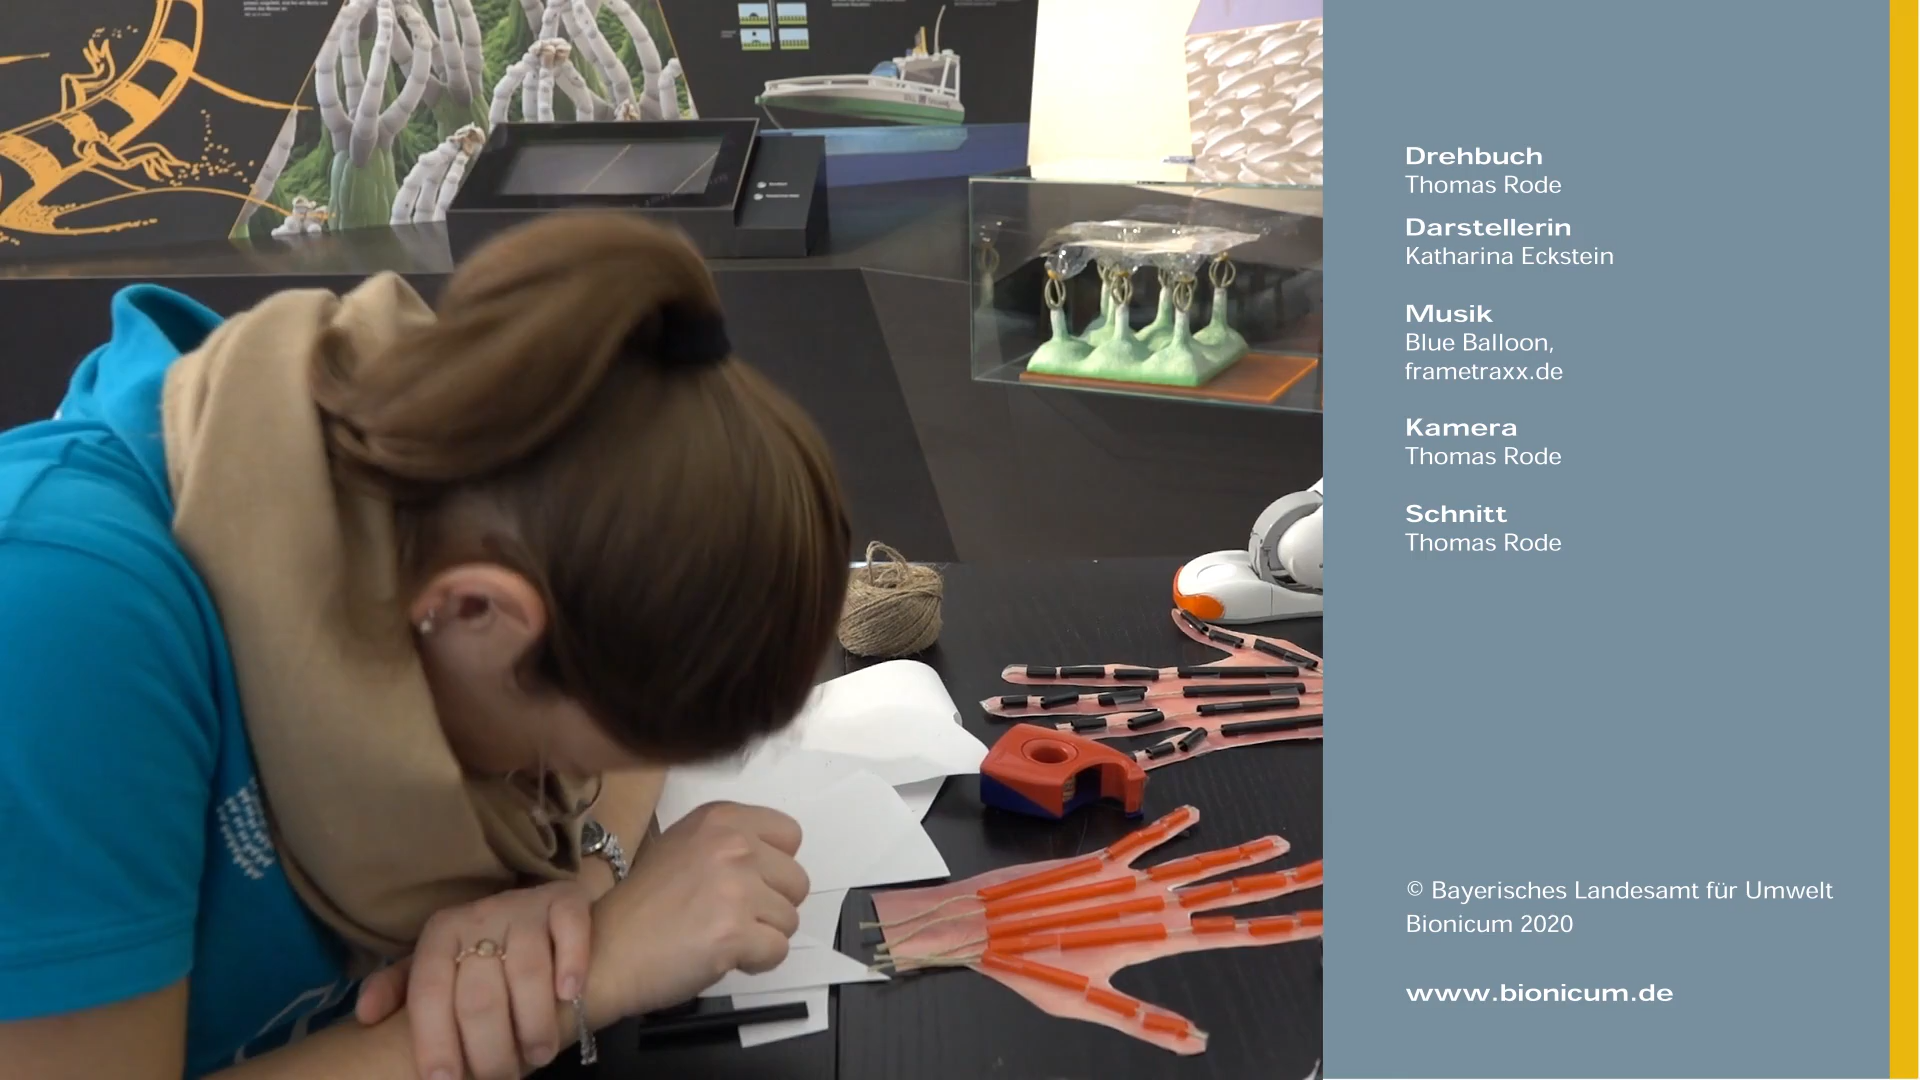 Drehbuch
Thomas Rode
Darstellerin
Katharina Eckstein
Musik
Blue Balloon,
frametraxx.de
Kamera
Thomas Rode
Schnitt
Thomas Rode
© Bayerisches Landesamt für Umwelt
Bionicum 2020
www.bionicum.de